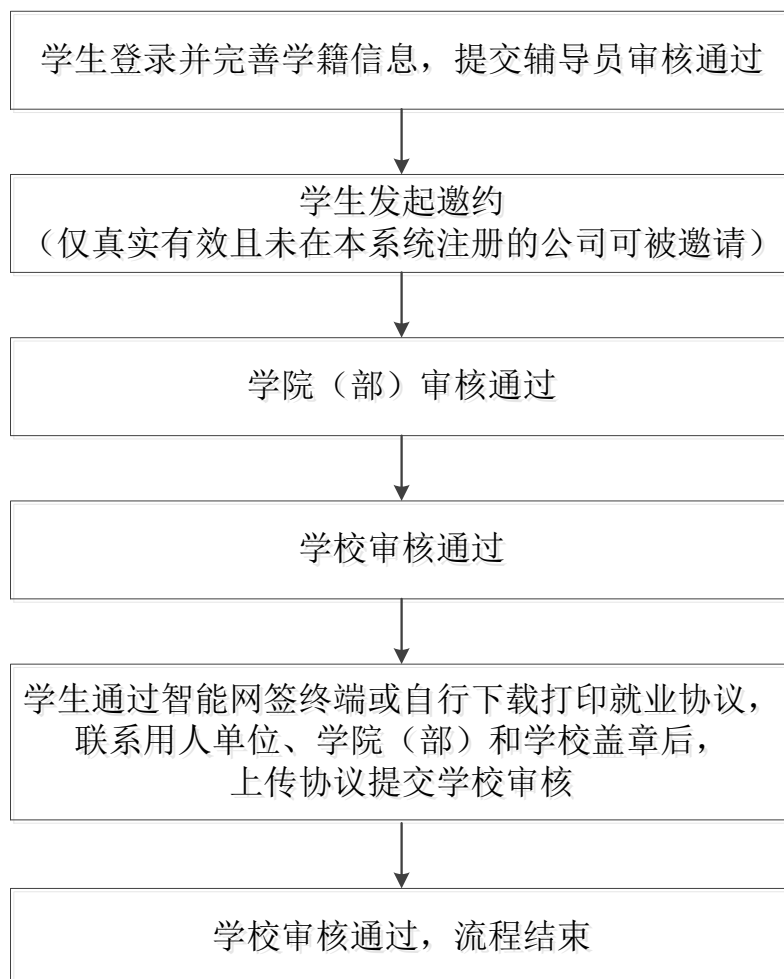 学生登录并完善学籍信息，提交辅导员审核通过
学生发起邀约
（仅真实有效且未在本系统注册的公司可被邀请）
学院（部）审核通过
学校审核通过
学生通过智能网签终端或自行下载打印就业协议，
联系用人单位、学院（部）和学校盖章后，
上传协议提交学校审核
学校审核通过，流程结束